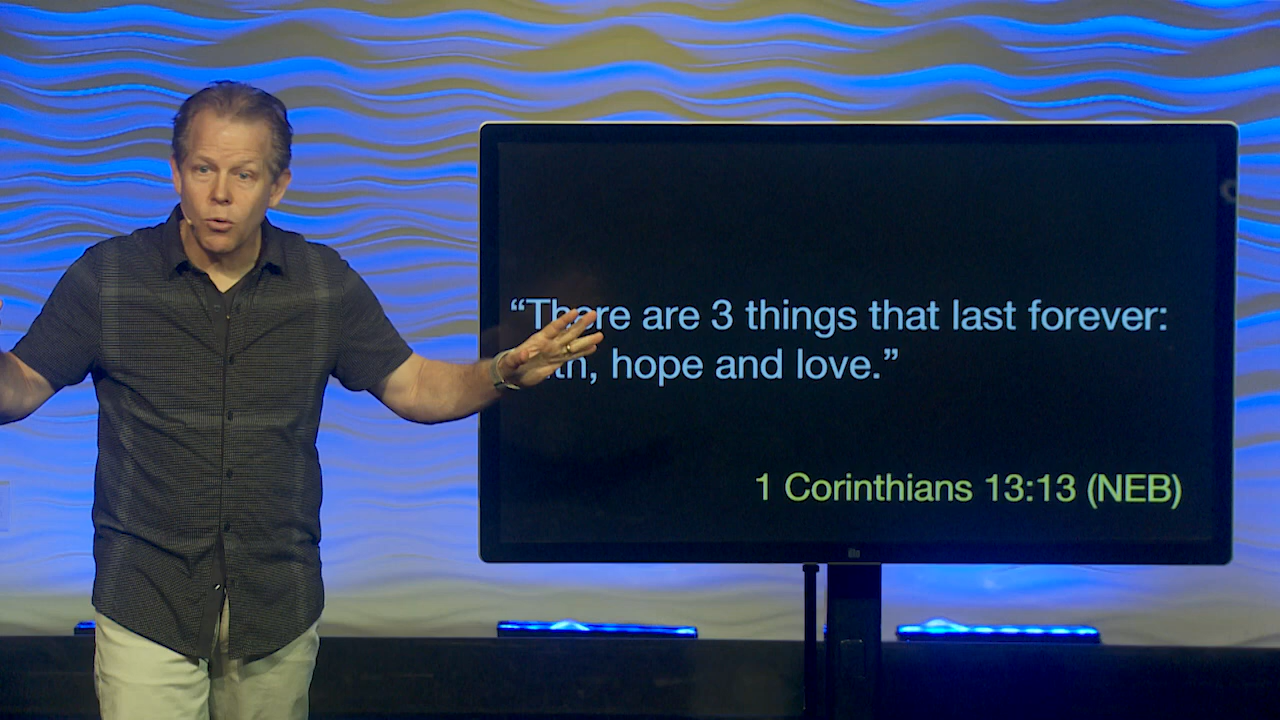 “There are 3 things that last forever:
hope and love.”
1 Corinthians 13:13 (NEB)